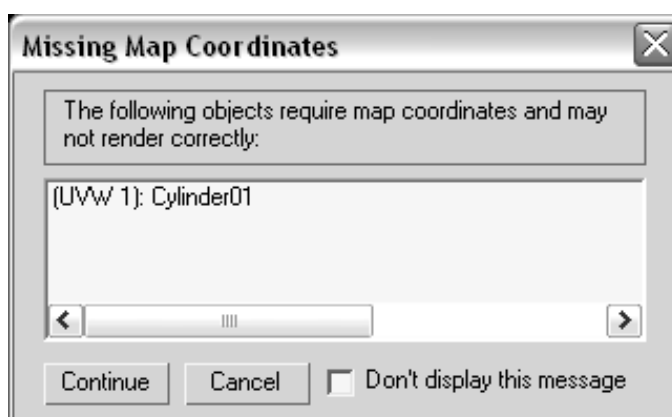 Missing Map Coordinates
The following objects require map coordinates and may
not render correctly:
(UVW 1): Cylinder01
Continue
Cancel
Don't display this message